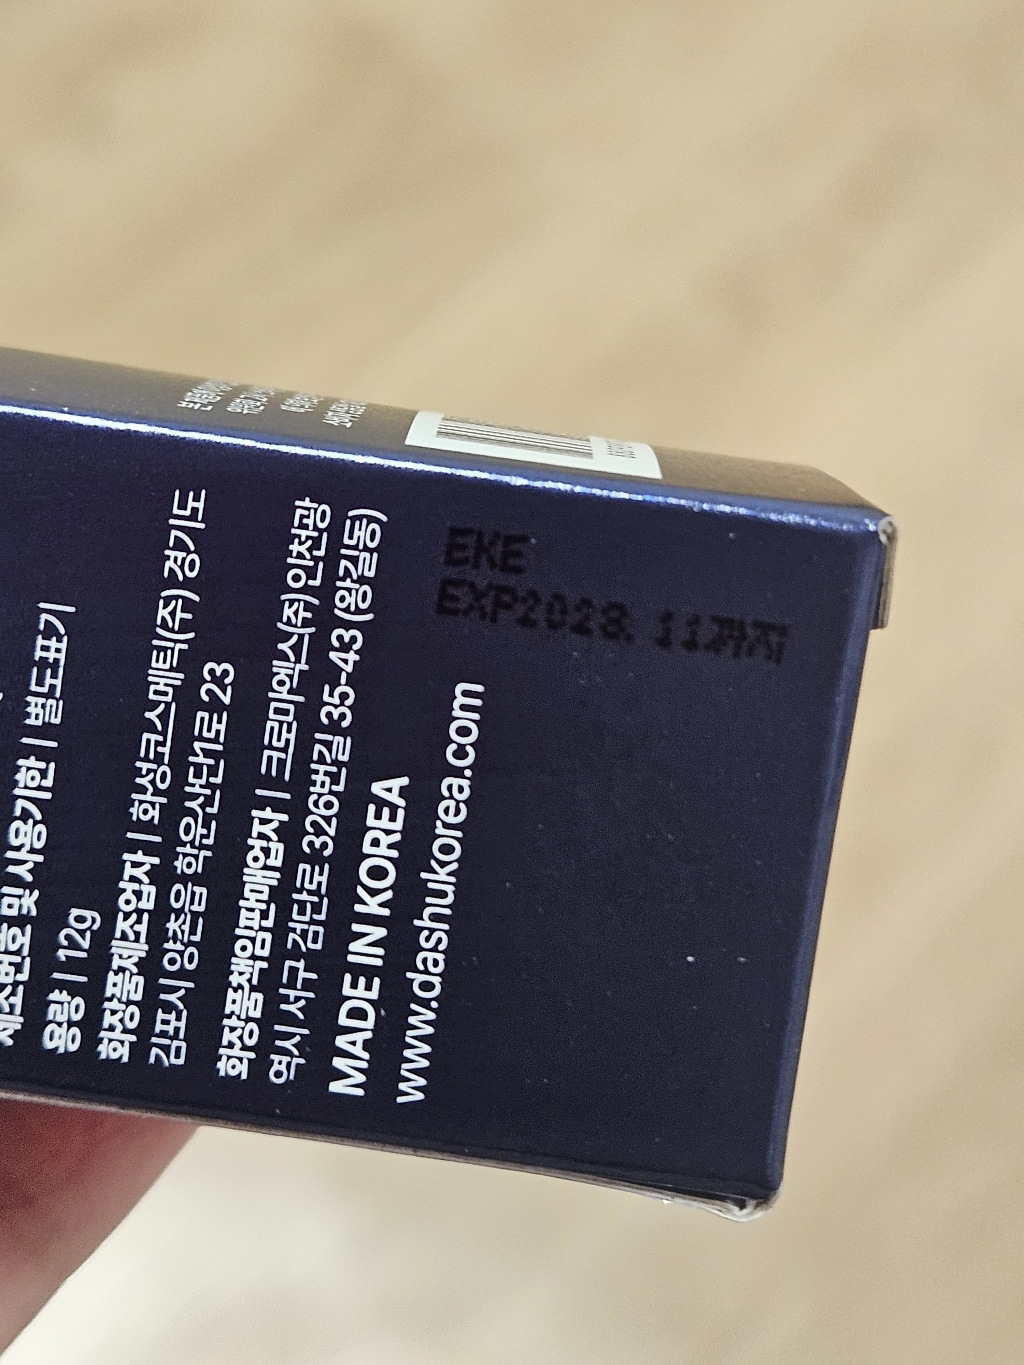 제조번호 및 사용기한 | 별도표기
용량 | 12g
화장품제조업자 | 화성코스메틱(주) 경기도
김포시 양촌읍 학운산단1로 23
화장품책임판매업자 | 크로미엑스(주) 인천광
역시 서구 검단로 326번길 35-43 (왕길동)
MADE IN KOREA
www.dashukorea.com
EKE
EXP2028. 11까지